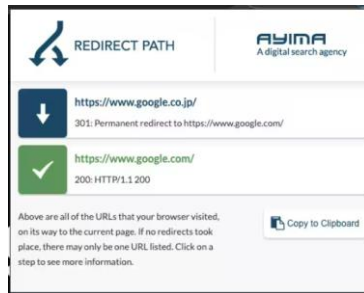 REDIRECT PATH
AYIMA
A digital search agency
https://www.google.co.jp/
301: Permanent redirect to https://www.google.com/
https://www.google.com/
200: HTTP/1.1 200
Above are all of the URLs that your browser visited,
on its way to the current page. If no redirects took
place, there may only be one URL listed. Click on a
step to see more information.
Copy to Clipboard